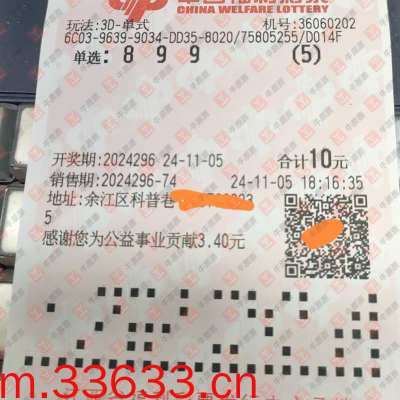 CHINA WELFARE LOTTERY
玩法:3D-单式 机号:36060202
6C03-9639-9034-DD35-8020/75805255/D014F
单选: 8 9 9 (5)
开奖期:2024296 24-11-05 合计10元
销售期:2024296-74 24-11-05 18:16:35
地址:余江区科普巷
5
感谢您为公益事业贡献3.40元
m.33633.cn